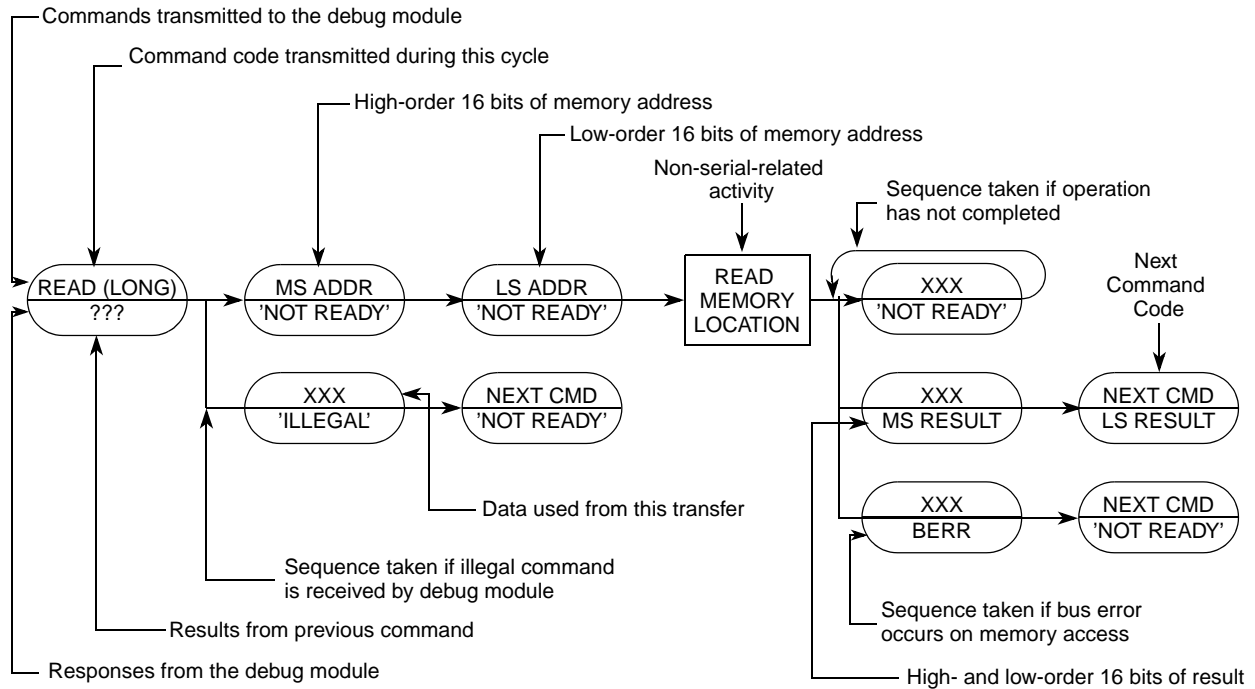 Commands transmitted to the debug module
Command code transmitted during this cycle
High-order 16 bits of memory address
Low-order 16 bits of memory address
Non-serial-related
activity
Sequence taken if operation
has not completed
Next
Command
Code
READ (LONG)
???
MS ADDR
'NOT READY'
LS ADDR
'NOT READY'
READ
MEMORY
LOCATION
XXX
'NOT READY'
XXX
'ILLEGAL'
NEXT CMD
'NOT READY'
XXX
MS RESULT
NEXT CMD
LS RESULT
XXX
BERR
NEXT CMD
'NOT READY'
Data used from this transfer
Sequence taken if illegal command
is received by debug module
Sequence taken if bus error
occurs on memory access
Results from previous command
Responses from the debug module
High- and low-order 16 bits of result